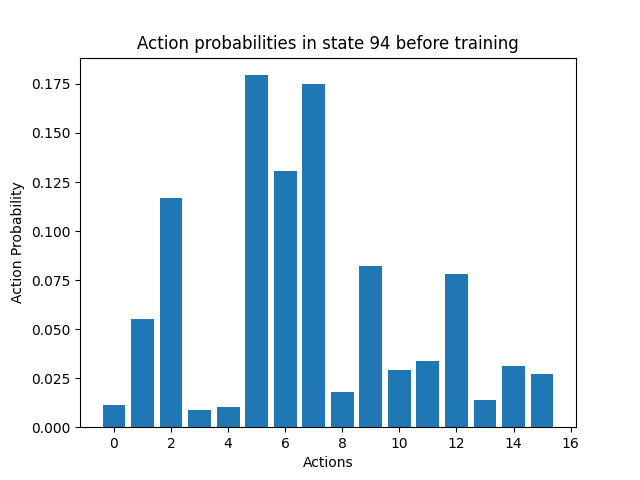 Action probabilities in state 94 before training
0.175
0.150
0.125
0.100
0.075
0.050
0.025
0.000
Action Probability
0 2 4 6 8 10 12 14 16
Actions